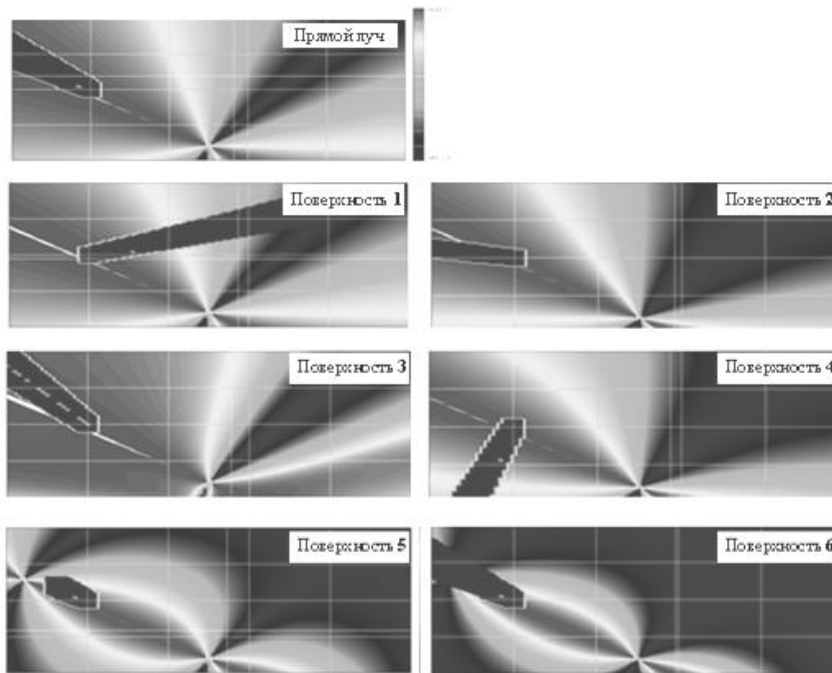 Прямой луч
Поверхность 1
Поверхность 2
Поверхность 3
Поверхность 4
Поверхность 5
Поверхность 6